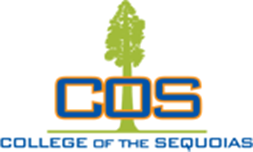 COS
COLLEGE OF THE SEQUOIAS